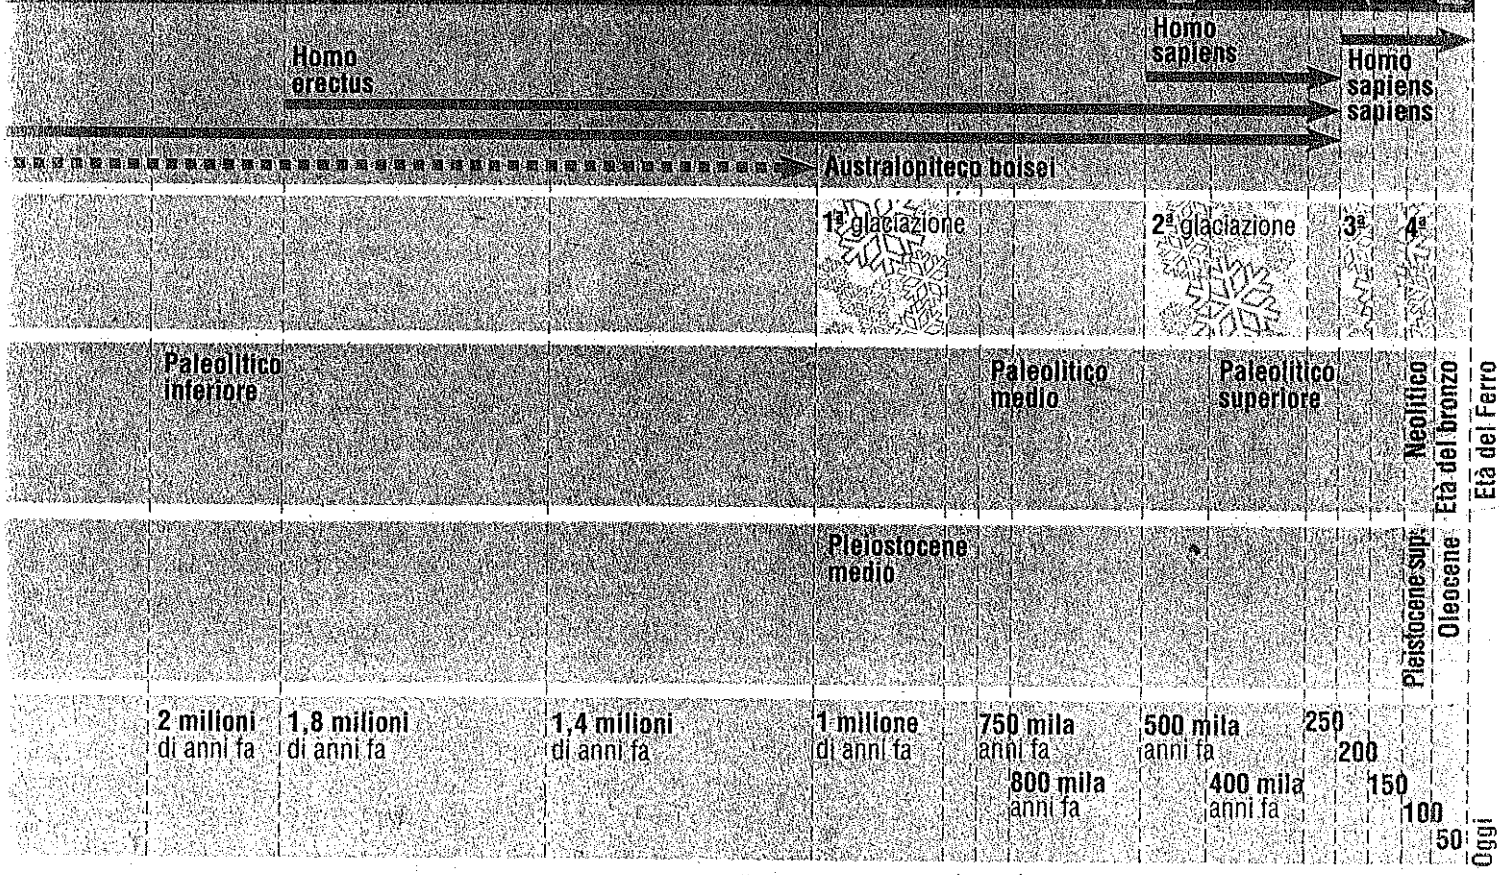 Homo
erectus
Homo
sapiens
Homo
sapiens
sapiens
Australopiteco boisei
1ª glaciazione
2ª glaciazione
3ª
4ª
Paleolitico
inferiore
Paleolitico
medio
Paleolitico
superiore
Neolitico
Età del bronzo
Età del Ferro
Pleiostocene
medio
Pleistocene sup.
Oleocene
2 milioni
di anni fa
1,8 milioni
di anni fa
1,4 milioni
di anni fa
1 milione
di anni fa
750 mila
anni fa
800 mila
anni fa
500 mila
anni fa
400 mila
anni fa
250
200
150
100
50
Oggi